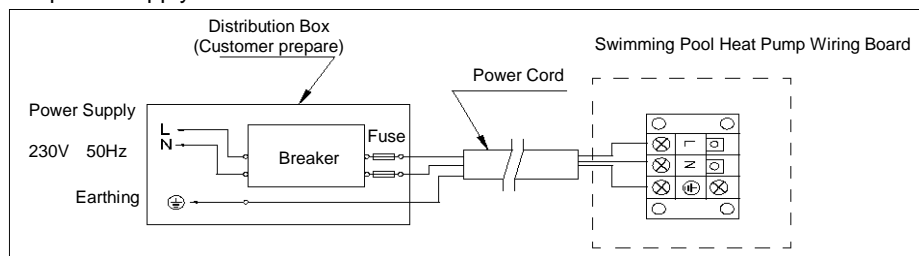 Distribution Box
(Customer prepare)
Swimming Pool Heat Pump Wiring Board
Power Cord
Power Supply
L
N
Fuse
230V 50Hz
Breaker
Earthing
L
N